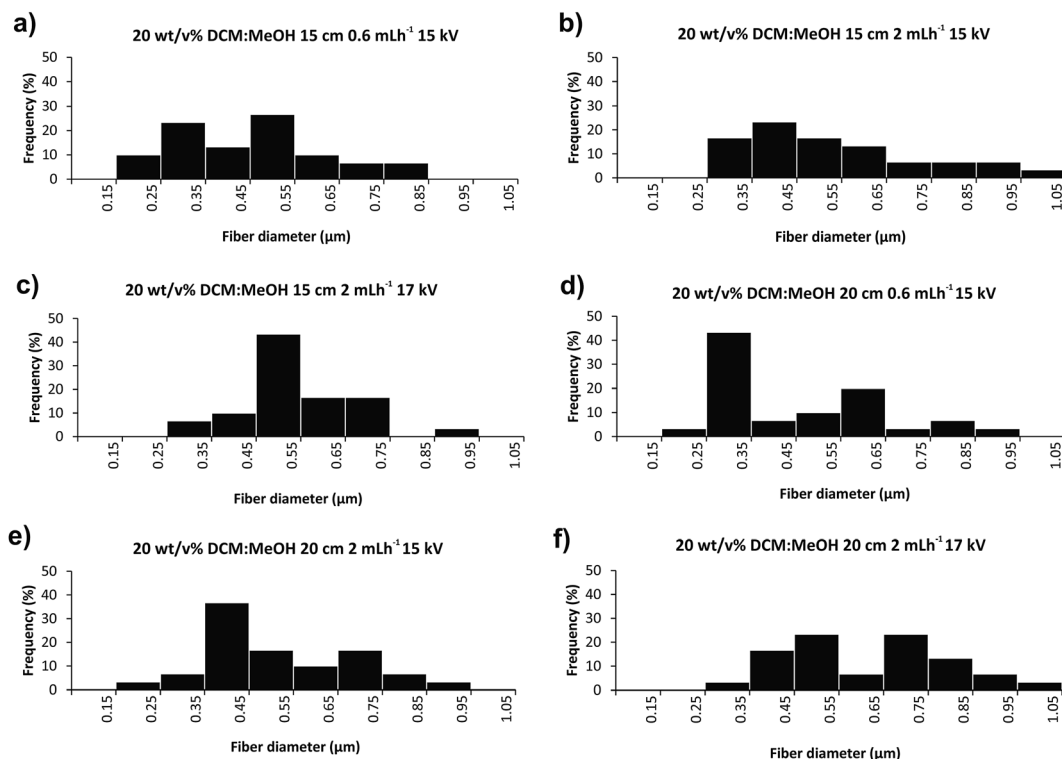 a)
20 wt/v% DCM:MeOH 15 cm 0.6 mLh⁻¹ 15 kV
Frequency (%)
50
40
30
20
10
0
0.15 0.25 0.35 0.45 0.55 0.65 0.75 0.85 0.95 1.05
Fiber diameter (µm)
b)
20 wt/v% DCM:MeOH 15 cm 2 mLh⁻¹ 15 kV
Frequency (%)
50
40
30
20
10
0
0.15 0.25 0.35 0.45 0.55 0.65 0.75 0.85 0.95 1.05
Fiber diameter (µm)
c)
20 wt/v% DCM:MeOH 15 cm 2 mLh⁻¹ 17 kV
Frequency (%)
50
40
30
20
10
0
0.15 0.25 0.35 0.45 0.55 0.65 0.75 0.85 0.95 1.05
Fiber diameter (µm)
d)
20 wt/v% DCM:MeOH 20 cm 0.6 mLh⁻¹ 15 kV
Frequency (%)
50
40
30
20
10
0
0.15 0.25 0.35 0.45 0.55 0.65 0.75 0.85 0.95 1.05
Fiber diameter (µm)
e)
20 wt/v% DCM:MeOH 20 cm 2 mLh⁻¹ 15 kV
Frequency (%)
50
40
30
20
10
0
0.15 0.25 0.35 0.45 0.55 0.65 0.75 0.85 0.95 1.05
Fiber diameter (µm)
f)
20 wt/v% DCM:MeOH 20 cm 2 mLh⁻¹ 17 kV
Frequency (%)
50
40
30
20
10
0
0.15 0.25 0.35 0.45 0.55 0.65 0.75 0.85 0.95 1.05
Fiber diameter (µm)